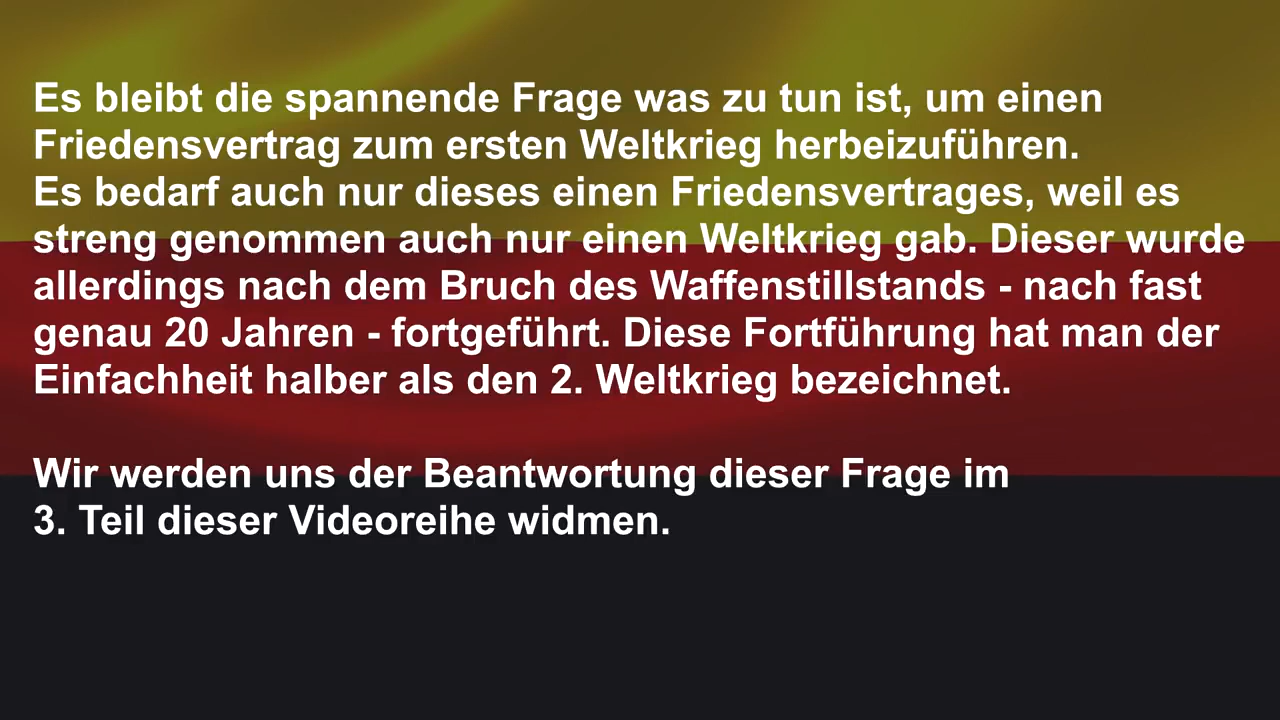 Es bleibt die spannende Frage was zu tun ist, um einen
Friedensvertrag zum ersten Weltkrieg herbeizuführen.
Es bedarf auch nur dieses einen Friedensvertrages, weil es
streng genommen auch nur einen Weltkrieg gab. Dieser wurde
allerdings nach dem Bruch des Waffenstillstands - nach fast
genau 20 Jahren - fortgeführt. Diese Fortführung hat man der
Einfachheit halber als den 2. Weltkrieg bezeichnet.
Wir werden uns der Beantwortung dieser Frage im
3. Teil dieser Videoreihe widmen.